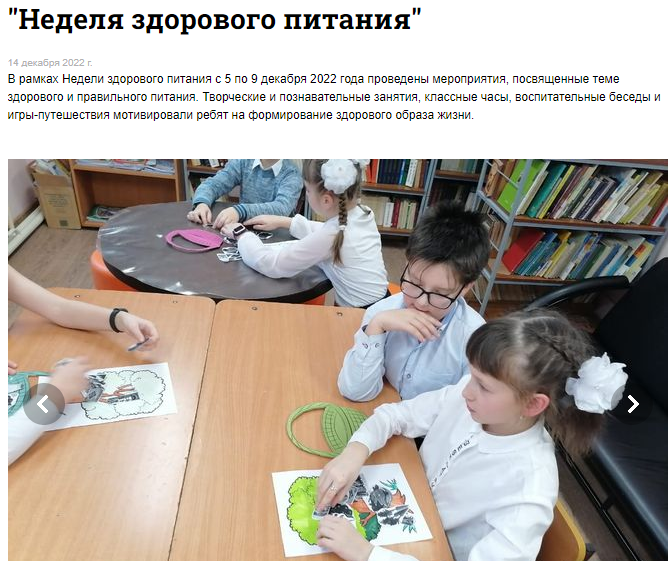 "Неделя здорового питания"
14 декабря 2022 г.
В рамках Недели здорового питания с 5 по 9 декабря 2022 года проведены мероприятия, посвященные теме
здорового и правильного питания. Творческие и познавательные занятия, классные часы, воспитательные беседы и
игры-путешествия мотивировали ребят на формирование здорового образа жизни.